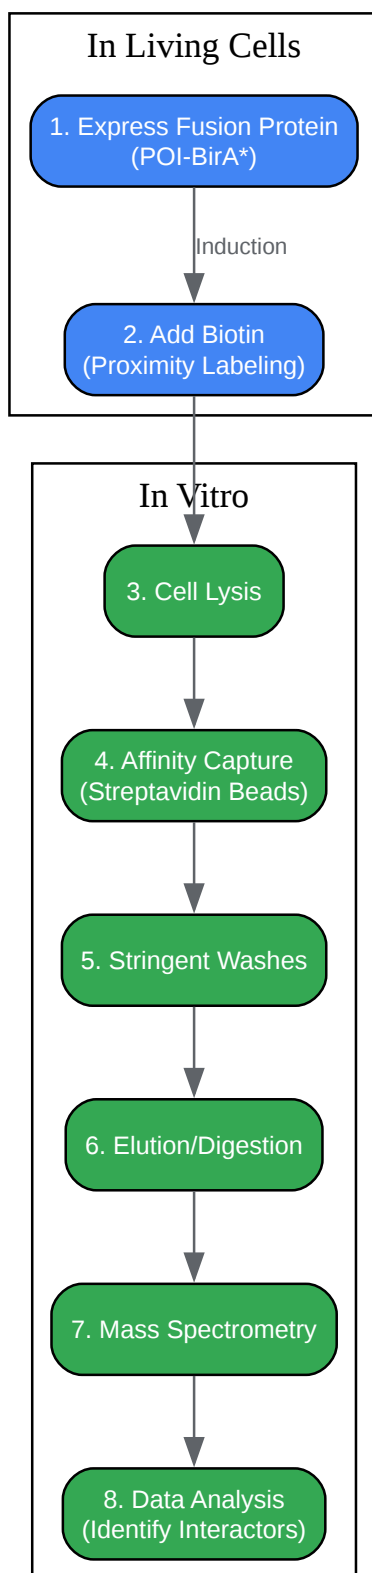 In Living Cells
1. Express Fusion Protein
(POI-BirA*)
Induction
2. Add Biotin
(Proximity Labeling)
In Vitro
3. Cell Lysis
4. Affinity Capture
(Streptavidin Beads)
5. Stringent Washes
6. Elution/Digestion
7. Mass Spectrometry
8. Data Analysis
(Identify Interactors)